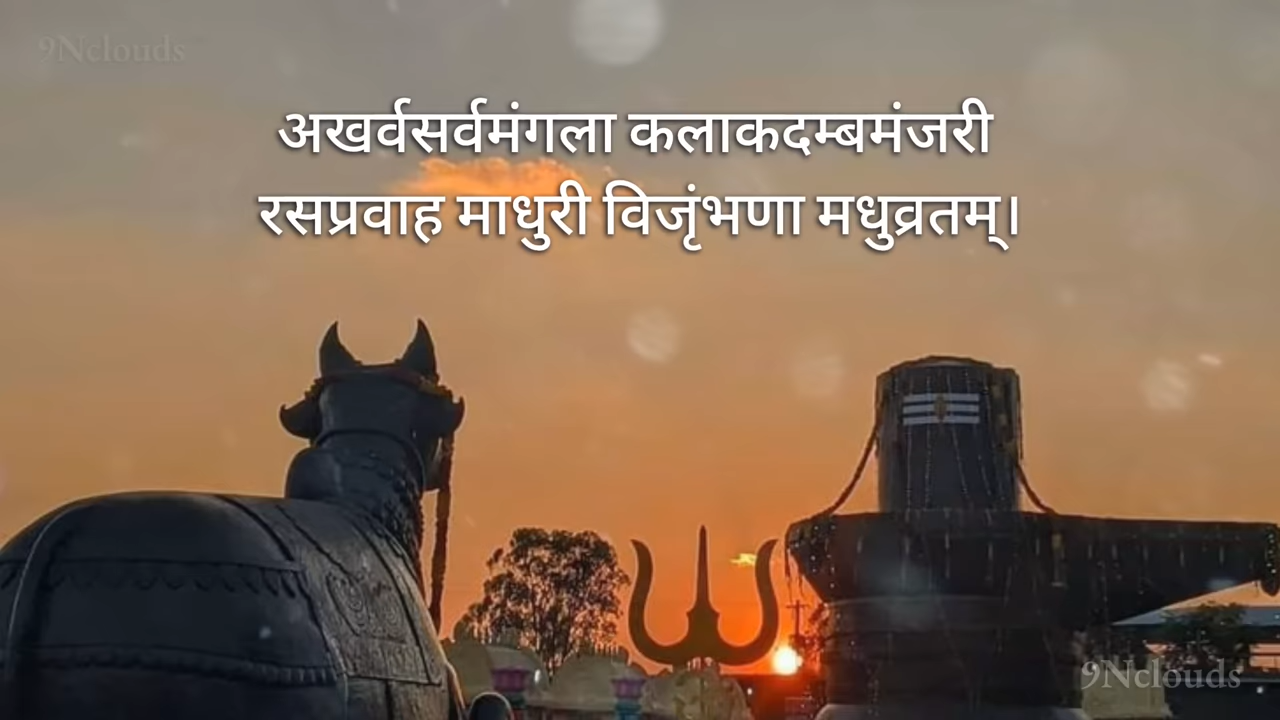 9Nclouds
अखर्वसर्वमंगला कलाकदम्बमंजरी
रसप्रवाह माधुरी विजृंभणा मधुव्रतम्।
9Nclouds